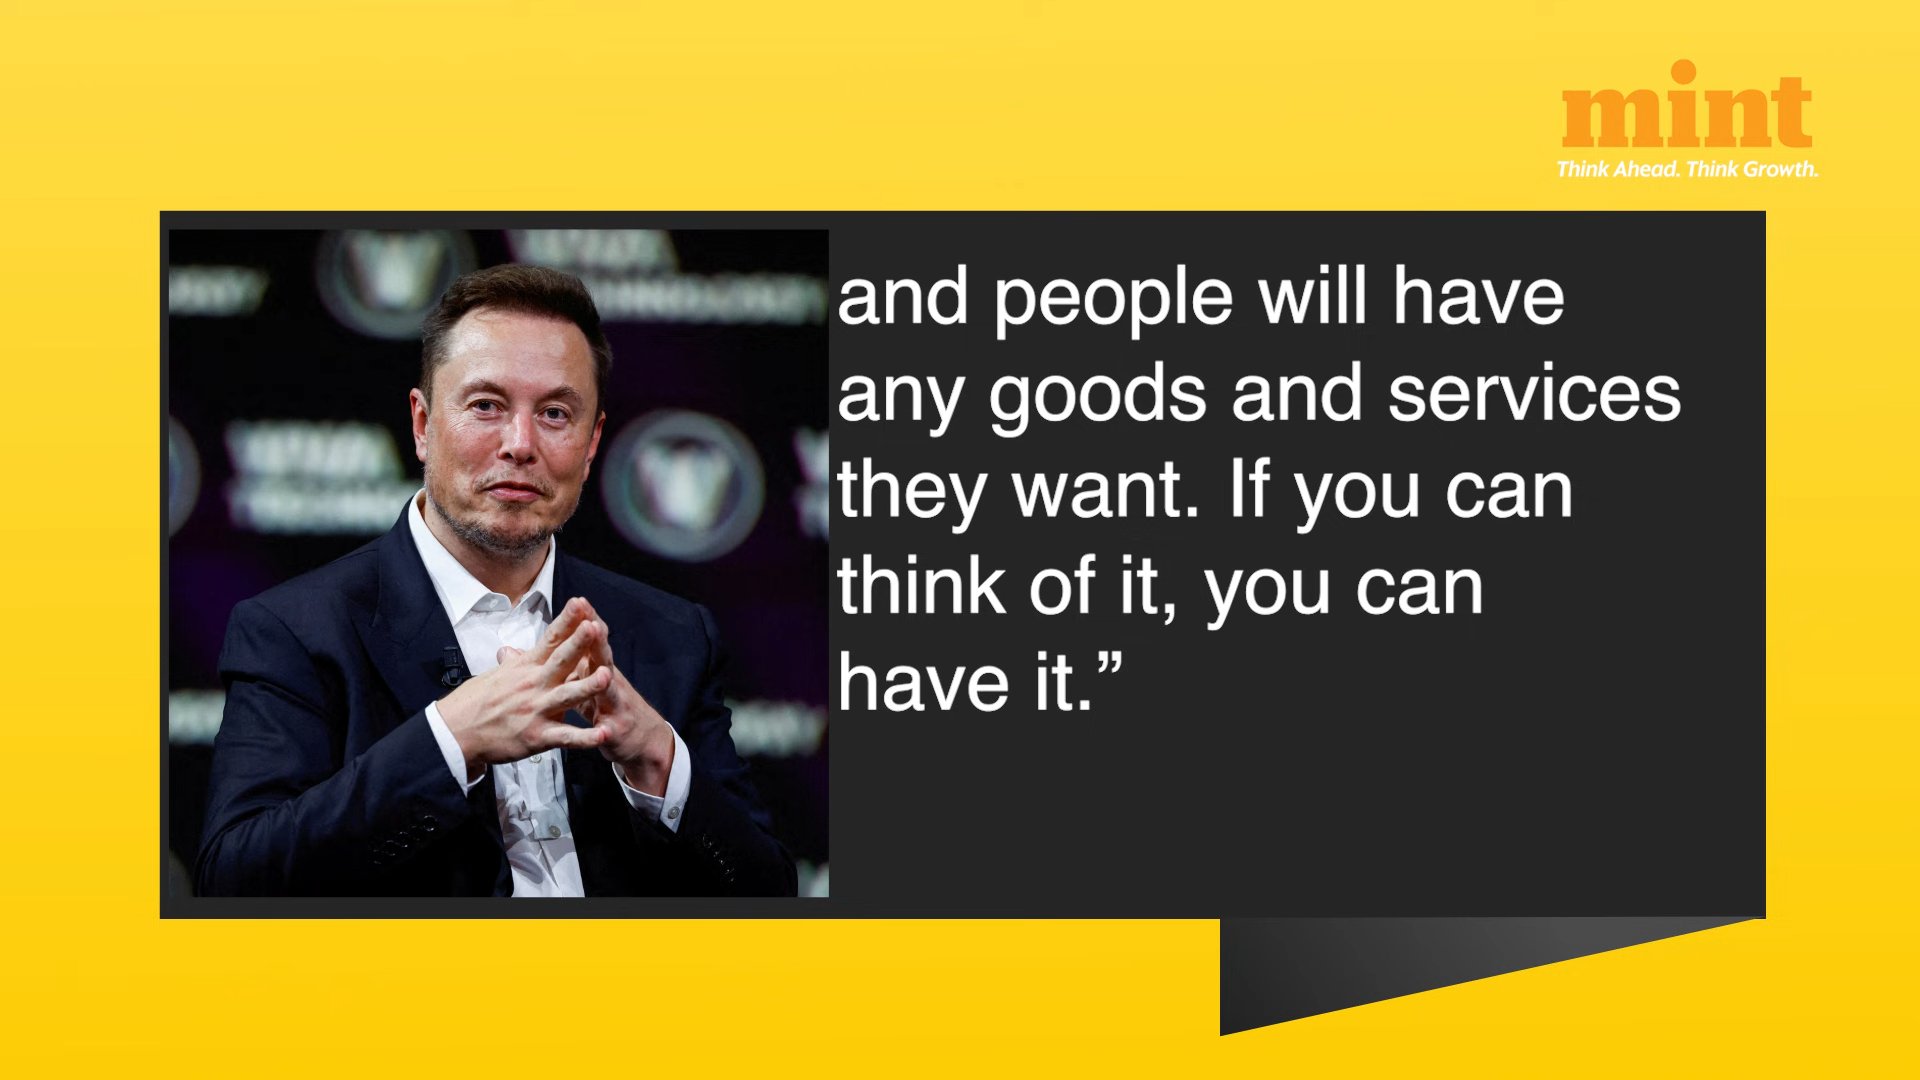 mint
Think Ahead. Think Growth.
and people will have
any goods and services
they want. If you can
think of it, you can
have it.”